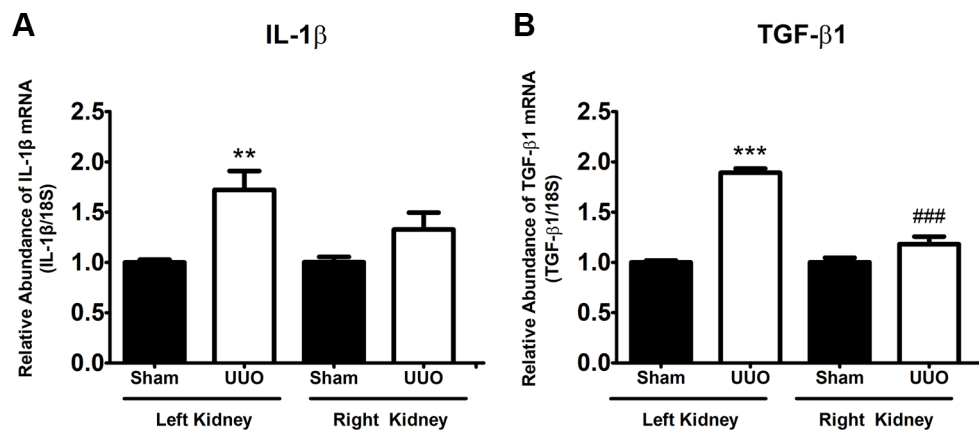 A
IL-1β
Relative Abundance of IL-1β mRNA
(IL-1β/18S)
2.5
2.0
1.5
1.0
0.5
0.0
**
Sham
UUO
Sham
UUO
Left Kidney
Right Kidney
B
TGF-β1
Relative Abundance of TGF-β1 mRNA
(TGF-β1/18S)
2.5
2.0
1.5
1.0
0.5
0.0
***
###
Sham
UUO
Sham
UUO
Left Kidney
Right Kidney